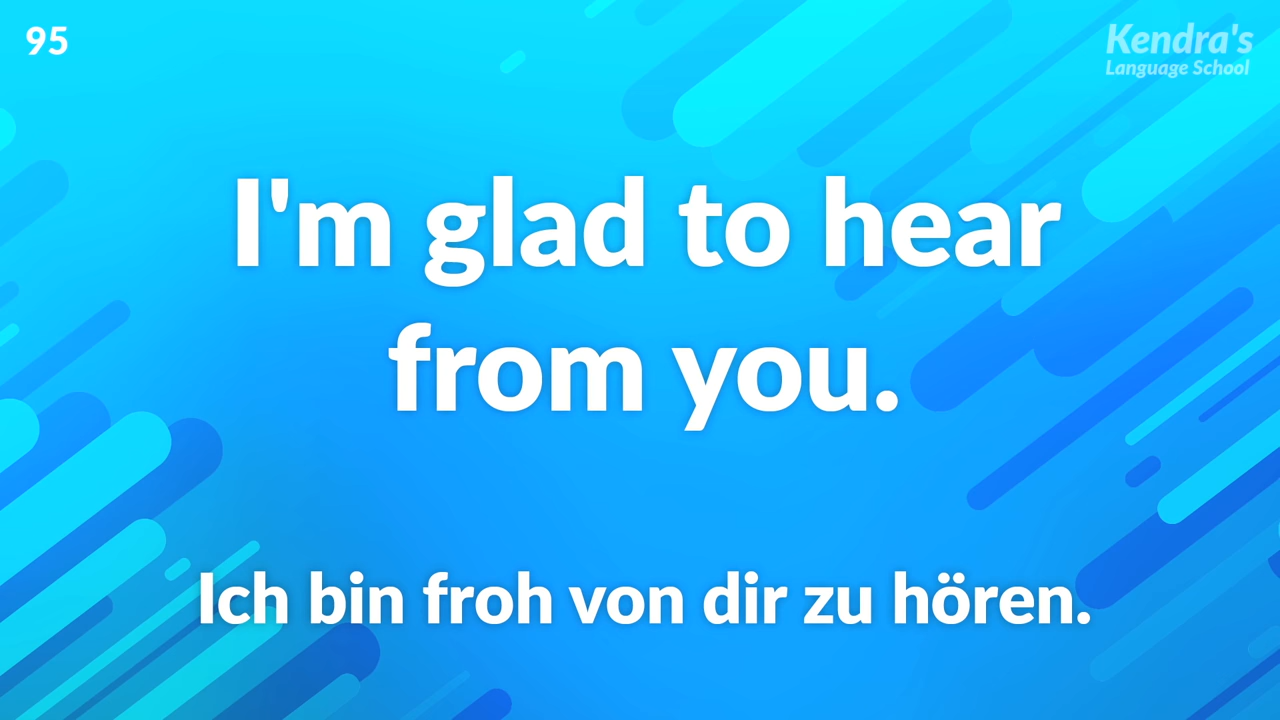 95
Kendra's
Language School
I'm glad to hear
from you.
Ich bin froh von dir zu hören.